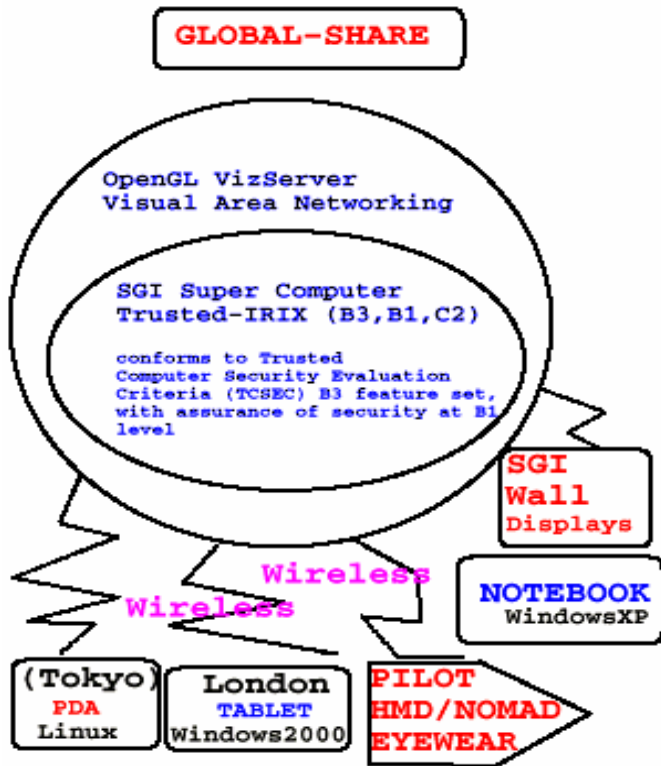 GLOBAL-SHARE
OpenGL VizServer
Visual Area Networking
SGI Super Computer
Trusted-IRIX (B3,B1,C2)
conforms to Trusted
Computer Security Evaluation
Criteria (TCSEC) B3 feature set,
with assurance of security at B1
level
SGI
Wall
Displays
Wireless
Wireless
NOTEBOOK
WindowsXP
(Tokyo)
PDA
Linux
London
TABLET
Windows2000
PILOT
HMD/NOMAD
EYEWEAR